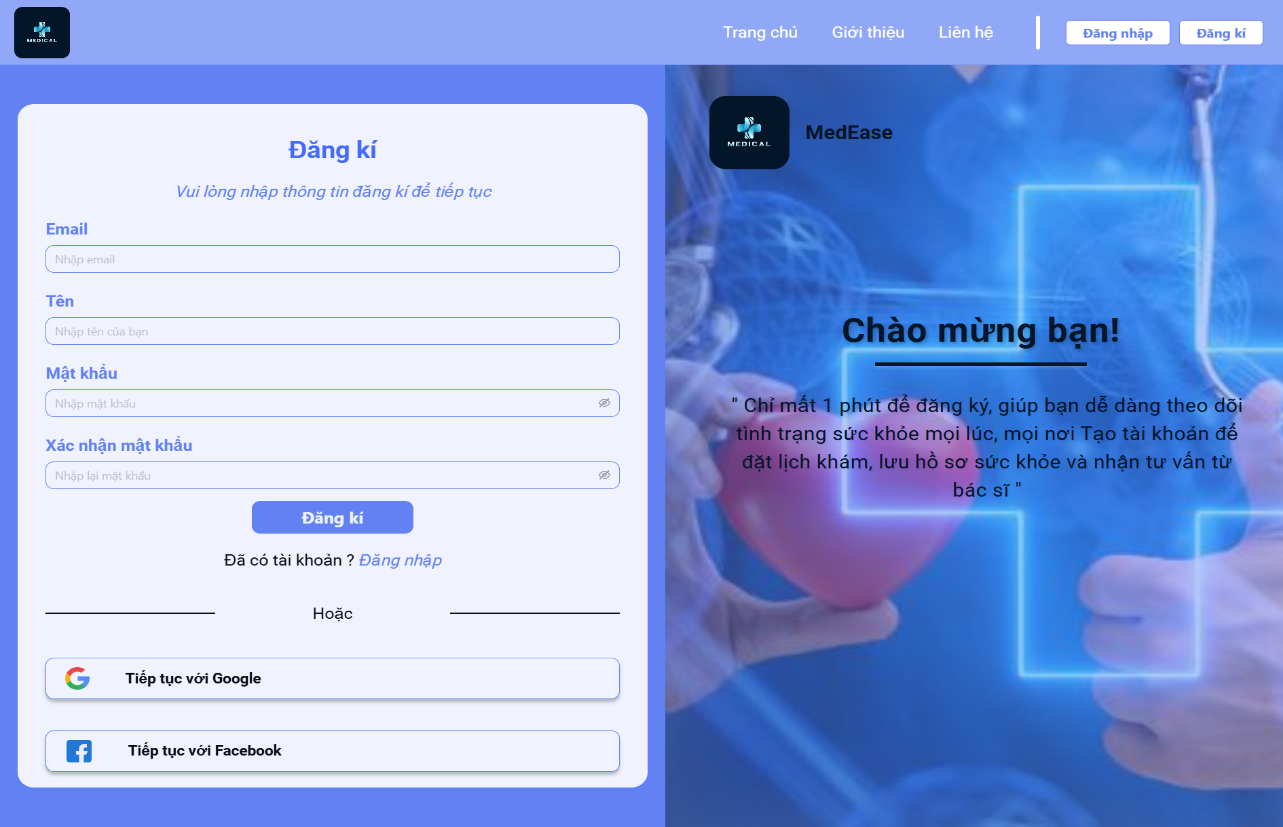 MEDICAL
Trang chủ
Giới thiệu
Liên hệ
Đăng nhập
Đăng kí
Đăng kí
Vui lòng nhập thông tin đăng kí để tiếp tục
Email
Nhập email
Tên
Nhập tên của bạn
Mật khẩu
Nhập mật khẩu
Xác nhận mật khẩu
Nhập lại mật khẩu
Đăng kí
Đã có tài khoản ? Đăng nhập
Hoặc
Tiếp tục với Google
Tiếp tục với Facebook
MEDICAL
MedEase
Chào mừng bạn!
" Chỉ mất 1 phút để đăng ký, giúp bạn dễ dàng theo dõi
tình trạng sức khỏe mọi lúc, mọi nơi Tạo tài khoản để
đặt lịch khám, lưu hồ sơ sức khỏe và nhận tư vấn từ
bác sĩ "